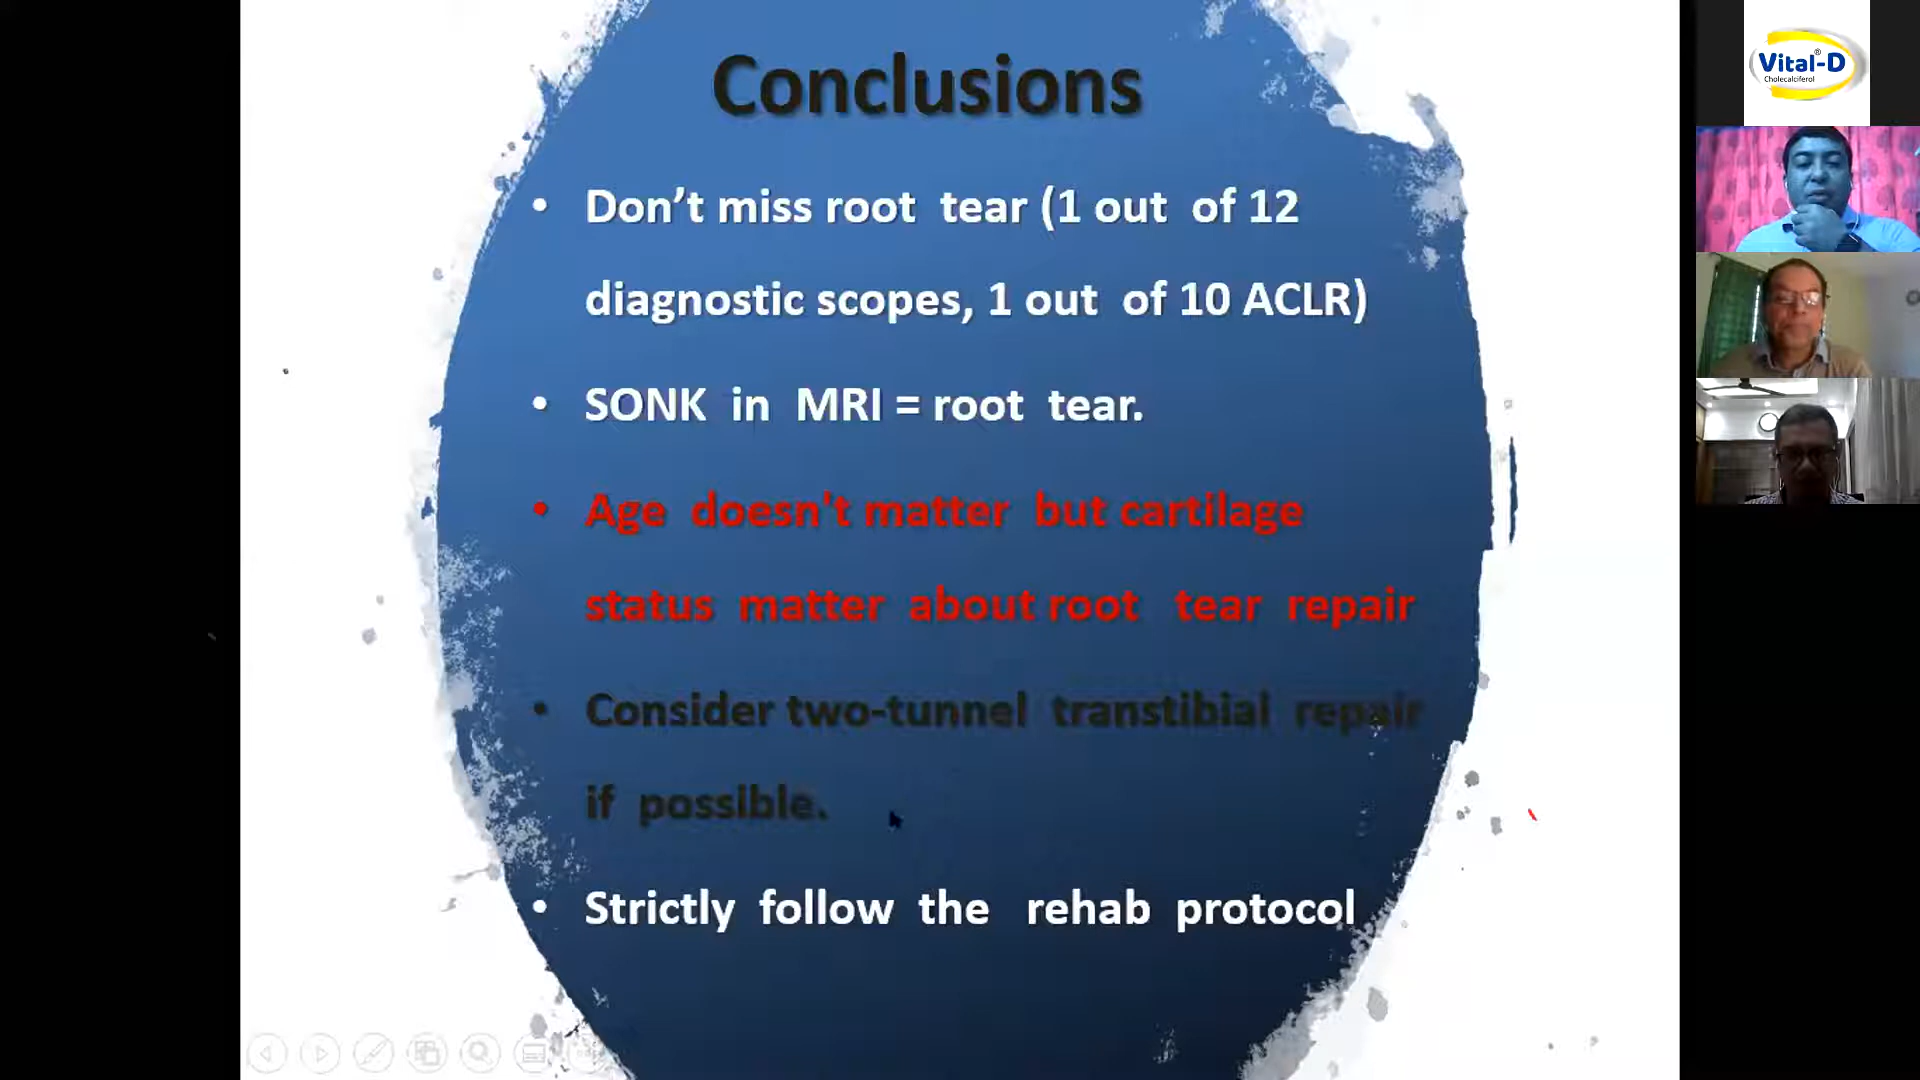 Conclusions
• Don’t miss root tear (1 out of 12
diagnostic scopes, 1 out of 10 ACLR)
• SONK in MRI = root tear.
• Age doesn't matter but cartilage
status matter about root tear repair
• Consider two-tunnel transtibial repair
if possible.
• Strictly follow the rehab protocol
Vital-D®
Cholecalciferol